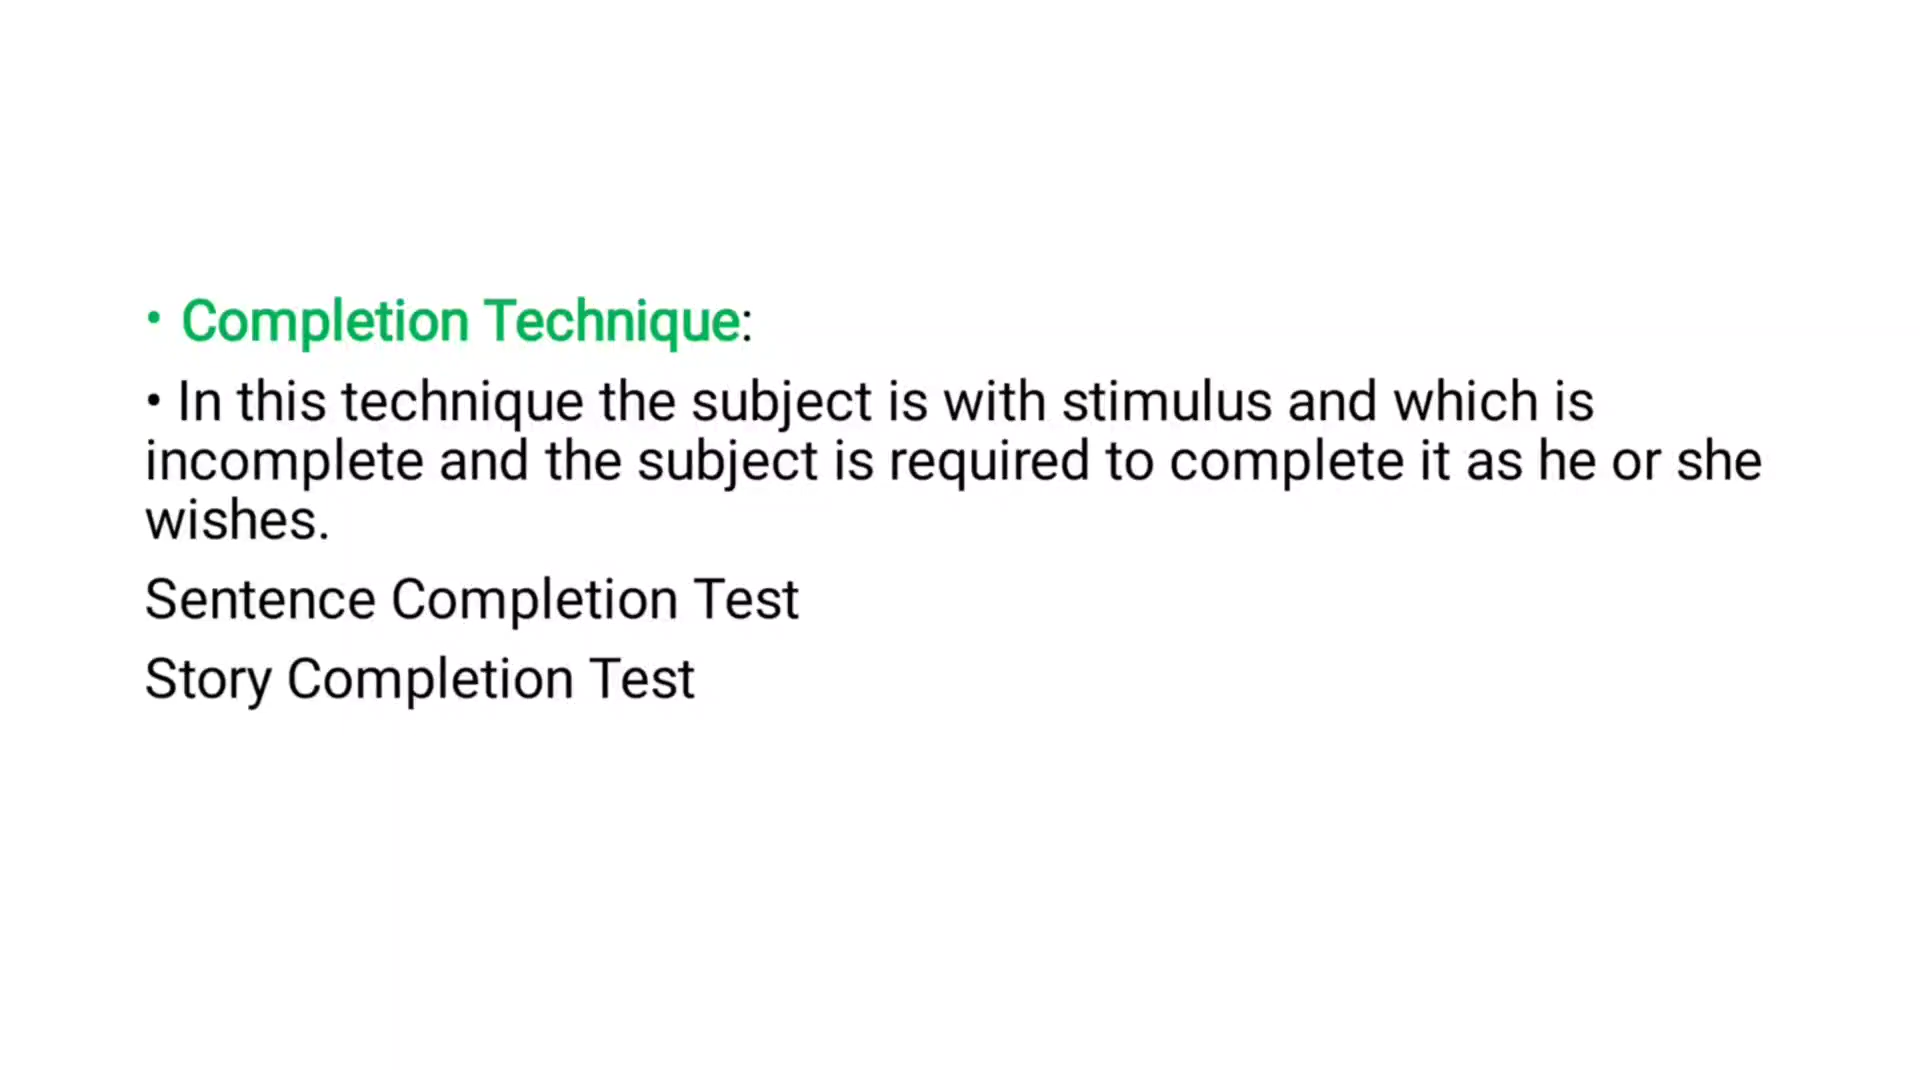 • Completion Technique:
• In this technique the subject is with stimulus and which is
incomplete and the subject is required to complete it as he or she
wishes.
Sentence Completion Test
Story Completion Test